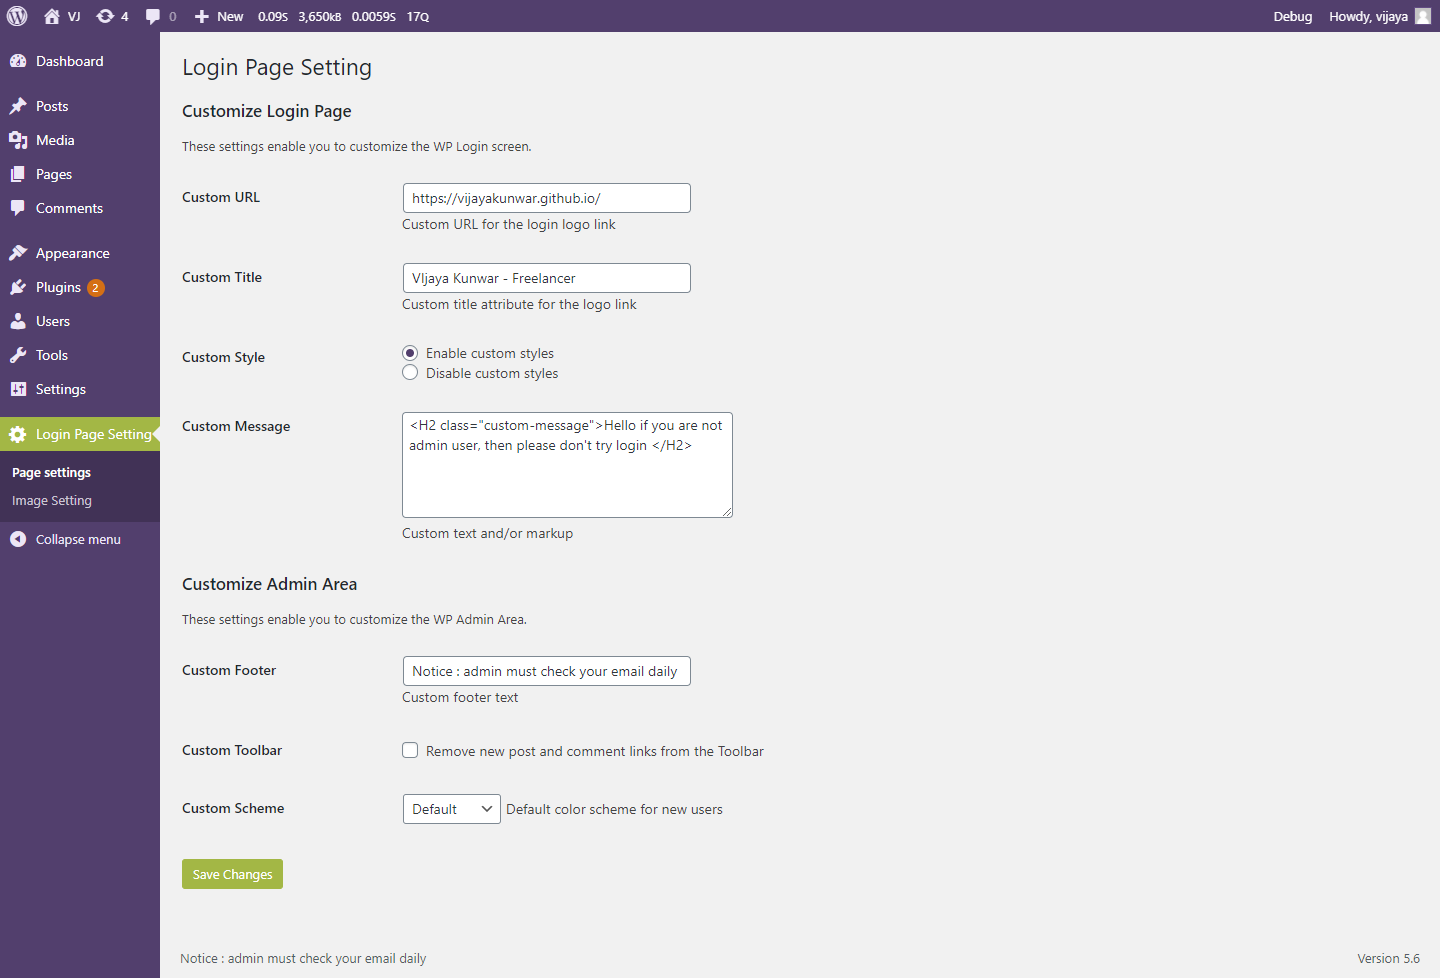 VJ 4 0 New 0.09S 3,650KB 0.0059S 17Q Debug Howdy, vijaya
Dashboard
Posts
Media
Pages
Comments
Appearance
Plugins 2
Users
Tools
Settings
Login Page Setting
Page settings
Image Setting
Collapse menu
Login Page Setting
Customize Login Page
These settings enable you to customize the WP Login screen.
Custom URL
https://vijayakunwar.github.io/
Custom URL for the login logo link
Custom Title
VIjaya Kunwar - Freelancer
Custom title attribute for the logo link
Custom Style
Enable custom styles
Disable custom styles
Custom Message
<H2 class="custom-message">Hello if you are not
admin user, then please don't try login </H2>
Custom text and/or markup
Customize Admin Area
These settings enable you to customize the WP Admin Area.
Custom Footer
Notice : admin must check your email daily
Custom footer text
Custom Toolbar
Remove new post and comment links from the Toolbar
Custom Scheme
Default
Default color scheme for new users
Save Changes
Notice : admin must check your email daily
Version 5.6